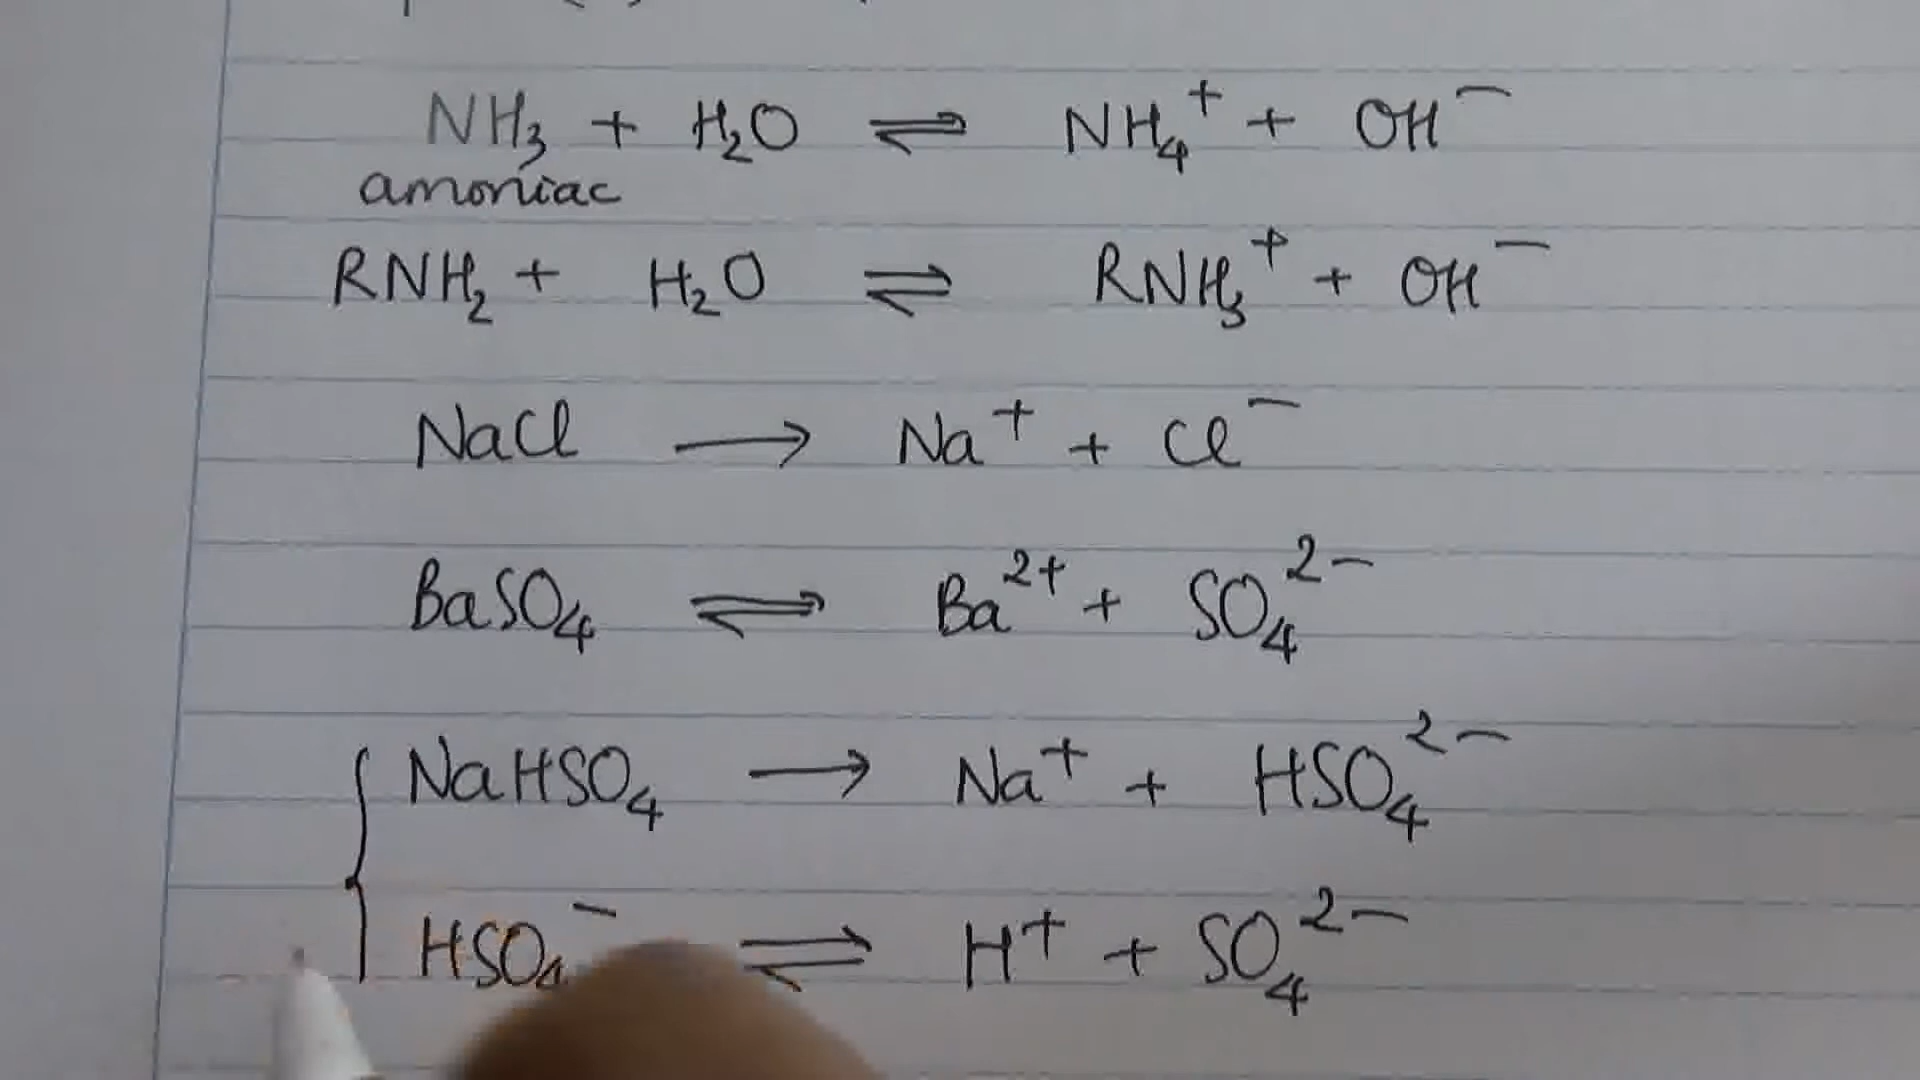 NH₃ + H₂O ⇌ NH₄⁺ + OH⁻
amoniac
RNH₂ + H₂O ⇌ RNH₃⁺ + OH⁻
NaCl ⟶ Na⁺ + Cl⁻
BaSO₄ ⇌ Ba²⁺ + SO₄²⁻
NaHSO₄ ⟶ Na⁺ + HSO₄²⁻
HSO₄⁻ ⇌ H⁺ + SO₄²⁻